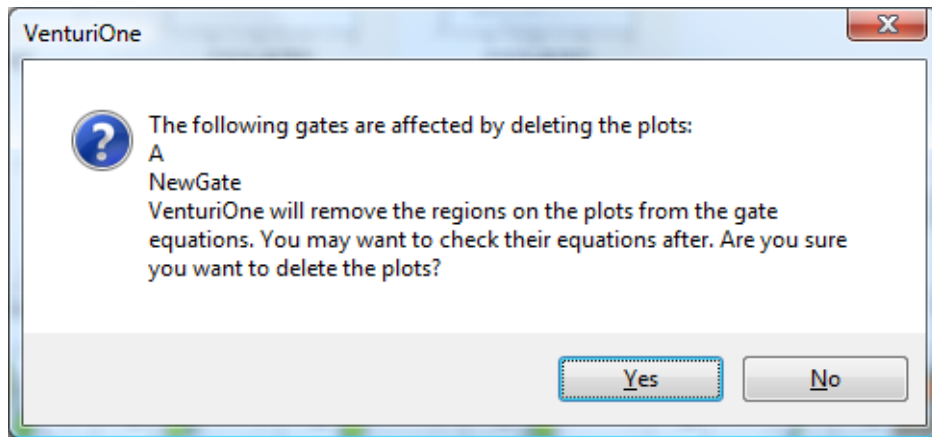 VenturiOne
The following gates are affected by deleting the plots:
A
NewGate
VenturiOne will remove the regions on the plots from the gate
equations. You may want to check their equations after. Are you sure
you want to delete the plots?
Yes
No